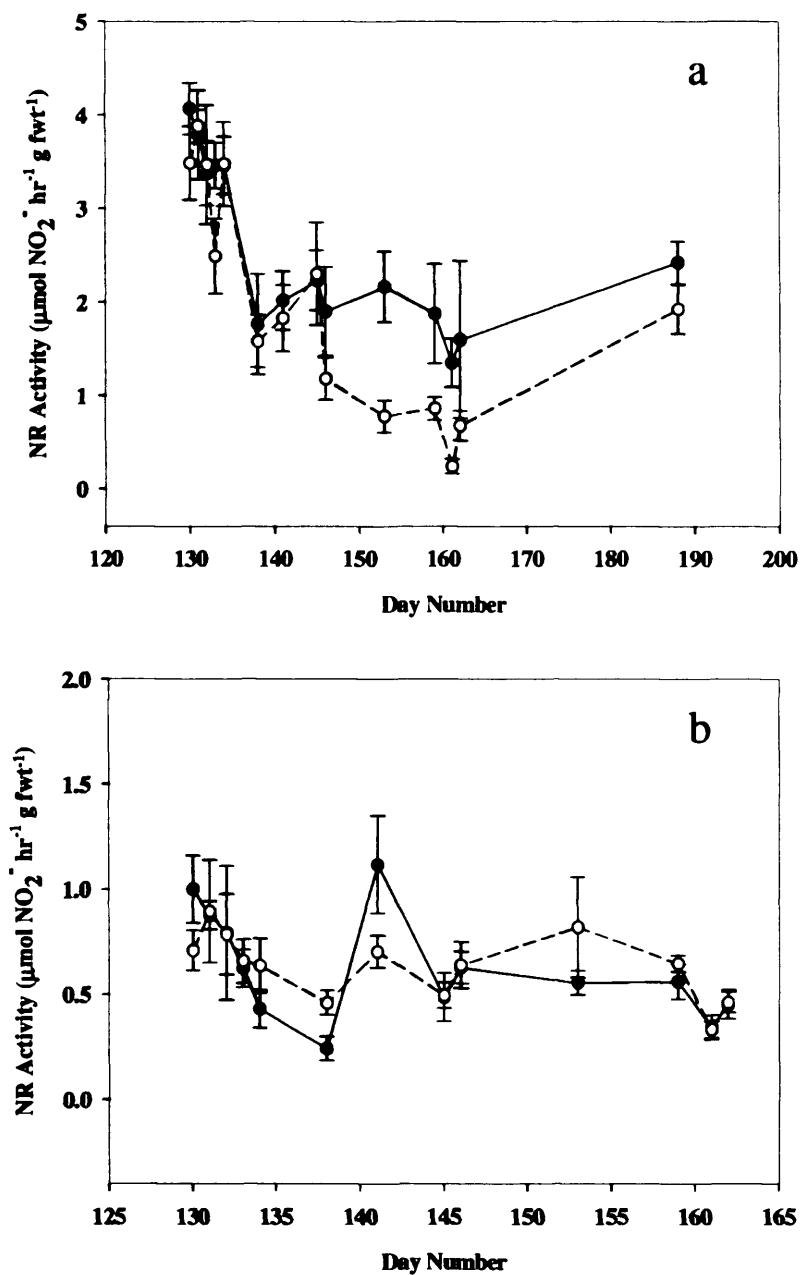 a
5
4
3
2
1
0
NR Activity (μmol NO₂⁻ hr⁻¹ g fwt⁻¹)
120 130 140 150 160 170 180 190 200
Day Number
b
2.0
1.5
1.0
0.5
0.0
NR Activity (μmol NO₂⁻ hr⁻¹ g fwt⁻¹)
125 130 135 140 145 150 155 160 165
Day Number